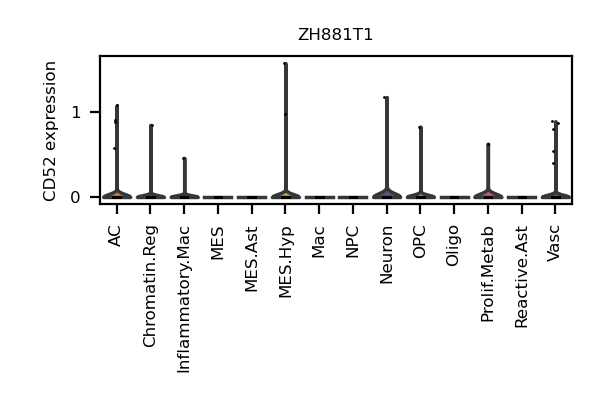 ZH881T1
CD52 expression
1
0
AC
Chromatin.Reg
Inflammatory.Mac
MES
MES.Ast
MES.Hyp
Mac
NPC
Neuron
OPC
Oligo
Prolif.Metab
Reactive.Ast
Vasc